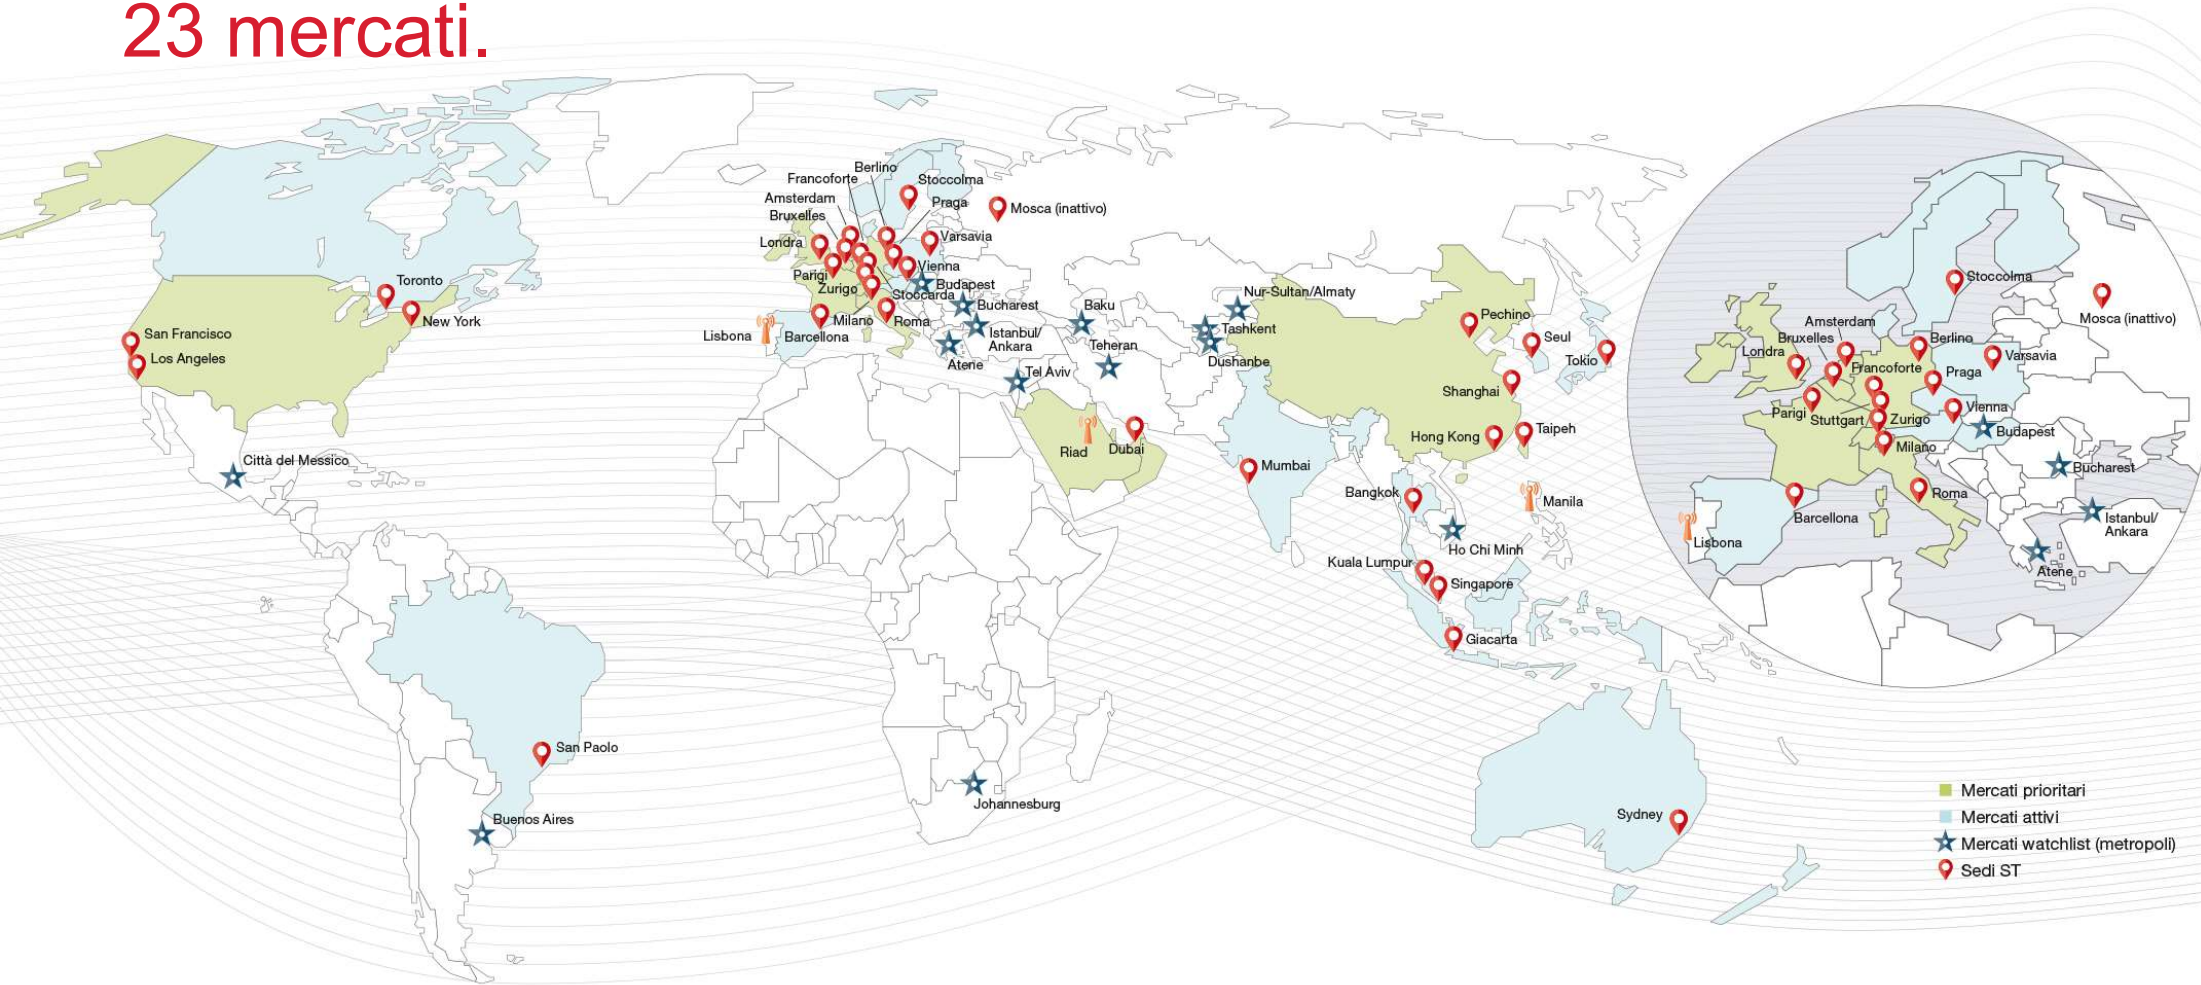 23 mercati.
Berlino
Francoforte
Stoccolma
Amsterdam
Praga
Bruxelles
Mosca (inattivo)
Londra
Varsavia
Parigi
Vienna
Zurigo
Budapest
Stoccarda
Bucharest
Milano
Roma
Lisbona
Barcellona
Istanbul/
Ankara
Atene
Tel Aviv
Toronto
New York
San Francisco
Los Angeles
Città del Messico
San Paolo
Buenos Aires
Johannesburg
Baku
Teheran
Nur-Sultan/Almaty
Tashkent
Dushanbe
Riad
Dubai
Mumbai
Pechino
Seul
Tokio
Shanghai
Hong Kong
Taipeh
Bangkok
Manila
Ho Chi Minh
Kuala Lumpur
Singapore
Giacarta
Sydney
Stoccolma
Mosca (inattivo)
Amsterdam
Bruxelles
Berlino
Londra
Varsavia
Francoforte
Praga
Parigi
Stuttgart
Zurigo
Vienna
Budapest
Milano
Bucharest
Roma
Barcellona
Istanbul/
Ankara
Lisbona
Atene
Mercati prioritari
Mercati attivi
Mercati watchlist (metropoli)
Sedi ST